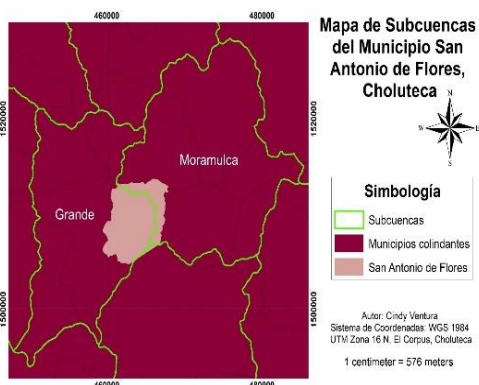 460000
480000
Mapa de Subcuencas
del Municipio San
Antonio de Flores,
Choluteca
N
W
E
S
1520000
1520000
Moramulca
Grande
Simbología
Subcuencas
Municipios colindantes
San Antonio de Flores
1500000
1500000
Autor: Cindy Ventura
Sistema de Coordenadas: WGS 1984
UTM Zona 16 N, El Corpus, Choluteca
1 centimeter = 576 meters
460000
480000